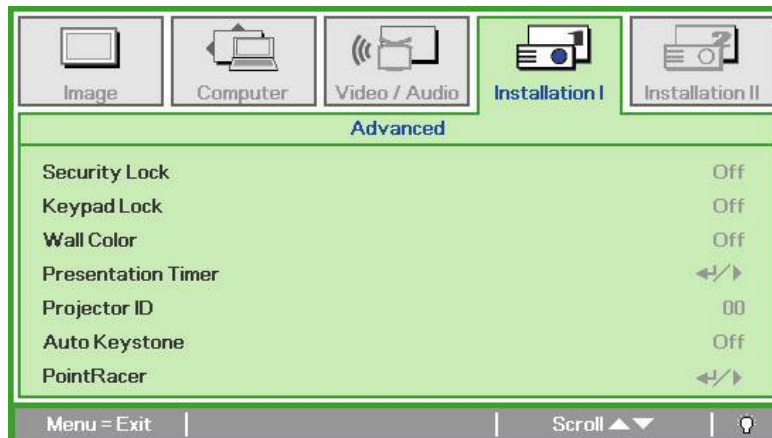 Image Computer Video / Audio Installation I Installation II
Advanced
Security Lock Off
Keypad Lock Off
Wall Color Off
Presentation Timer
Projector ID 00
Auto Keystone Off
PointRacer
Menu = Exit Scroll